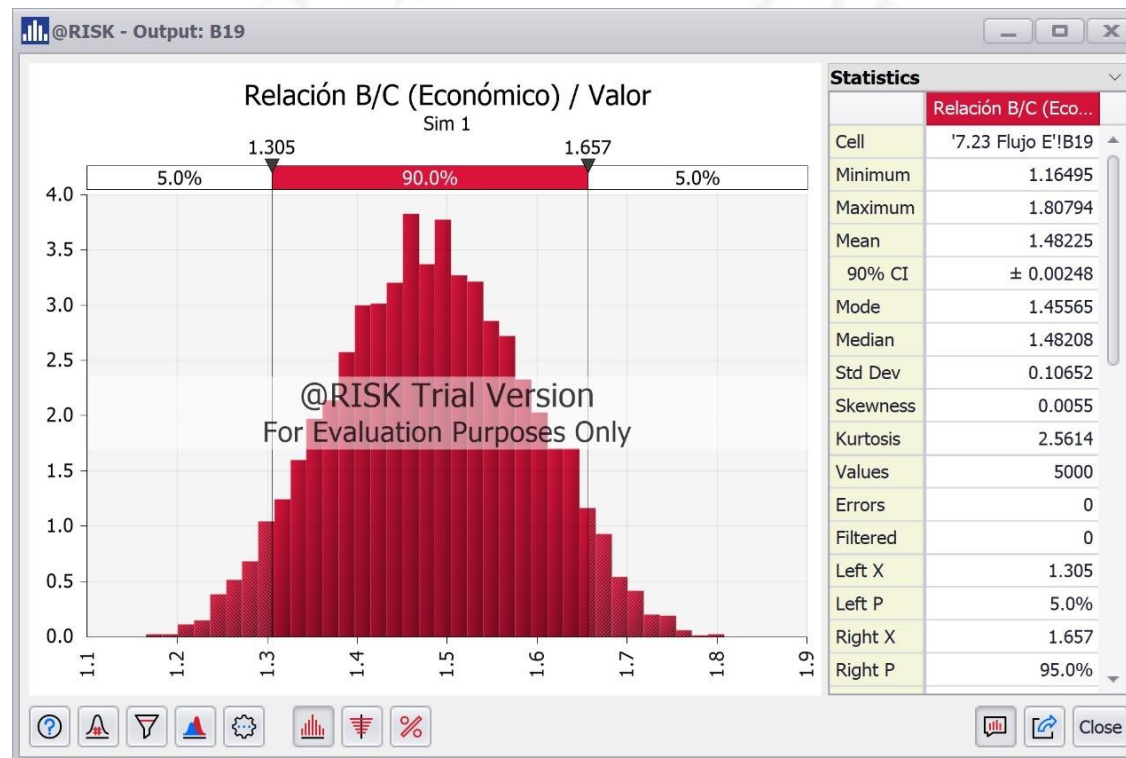 @RISK - Output: B19
Relación B/C (Económico) / Valor
Sim 1
1.305 1.657
5.0% 90.0% 5.0%
4.0
3.5
3.0
2.5
2.0
1.5
1.0
0.5
0.0
1.1 1.2 1.3 1.4 1.5 1.6 1.7 1.8 1.9
@RISK Trial Version
For Evaluation Purposes Only
Statistics
Relación B/C (Eco...
Cell '7.23 Flujo E'!B19
Minimum 1.16495
Maximum 1.80794
Mean 1.48225
90% CI ± 0.00248
Mode 1.45565
Median 1.48208
Std Dev 0.10652
Skewness 0.0055
Kurtosis 2.5614
Values 5000
Errors 0
Filtered 0
Left X 1.305
Left P 5.0%
Right X 1.657
Right P 95.0%
Close